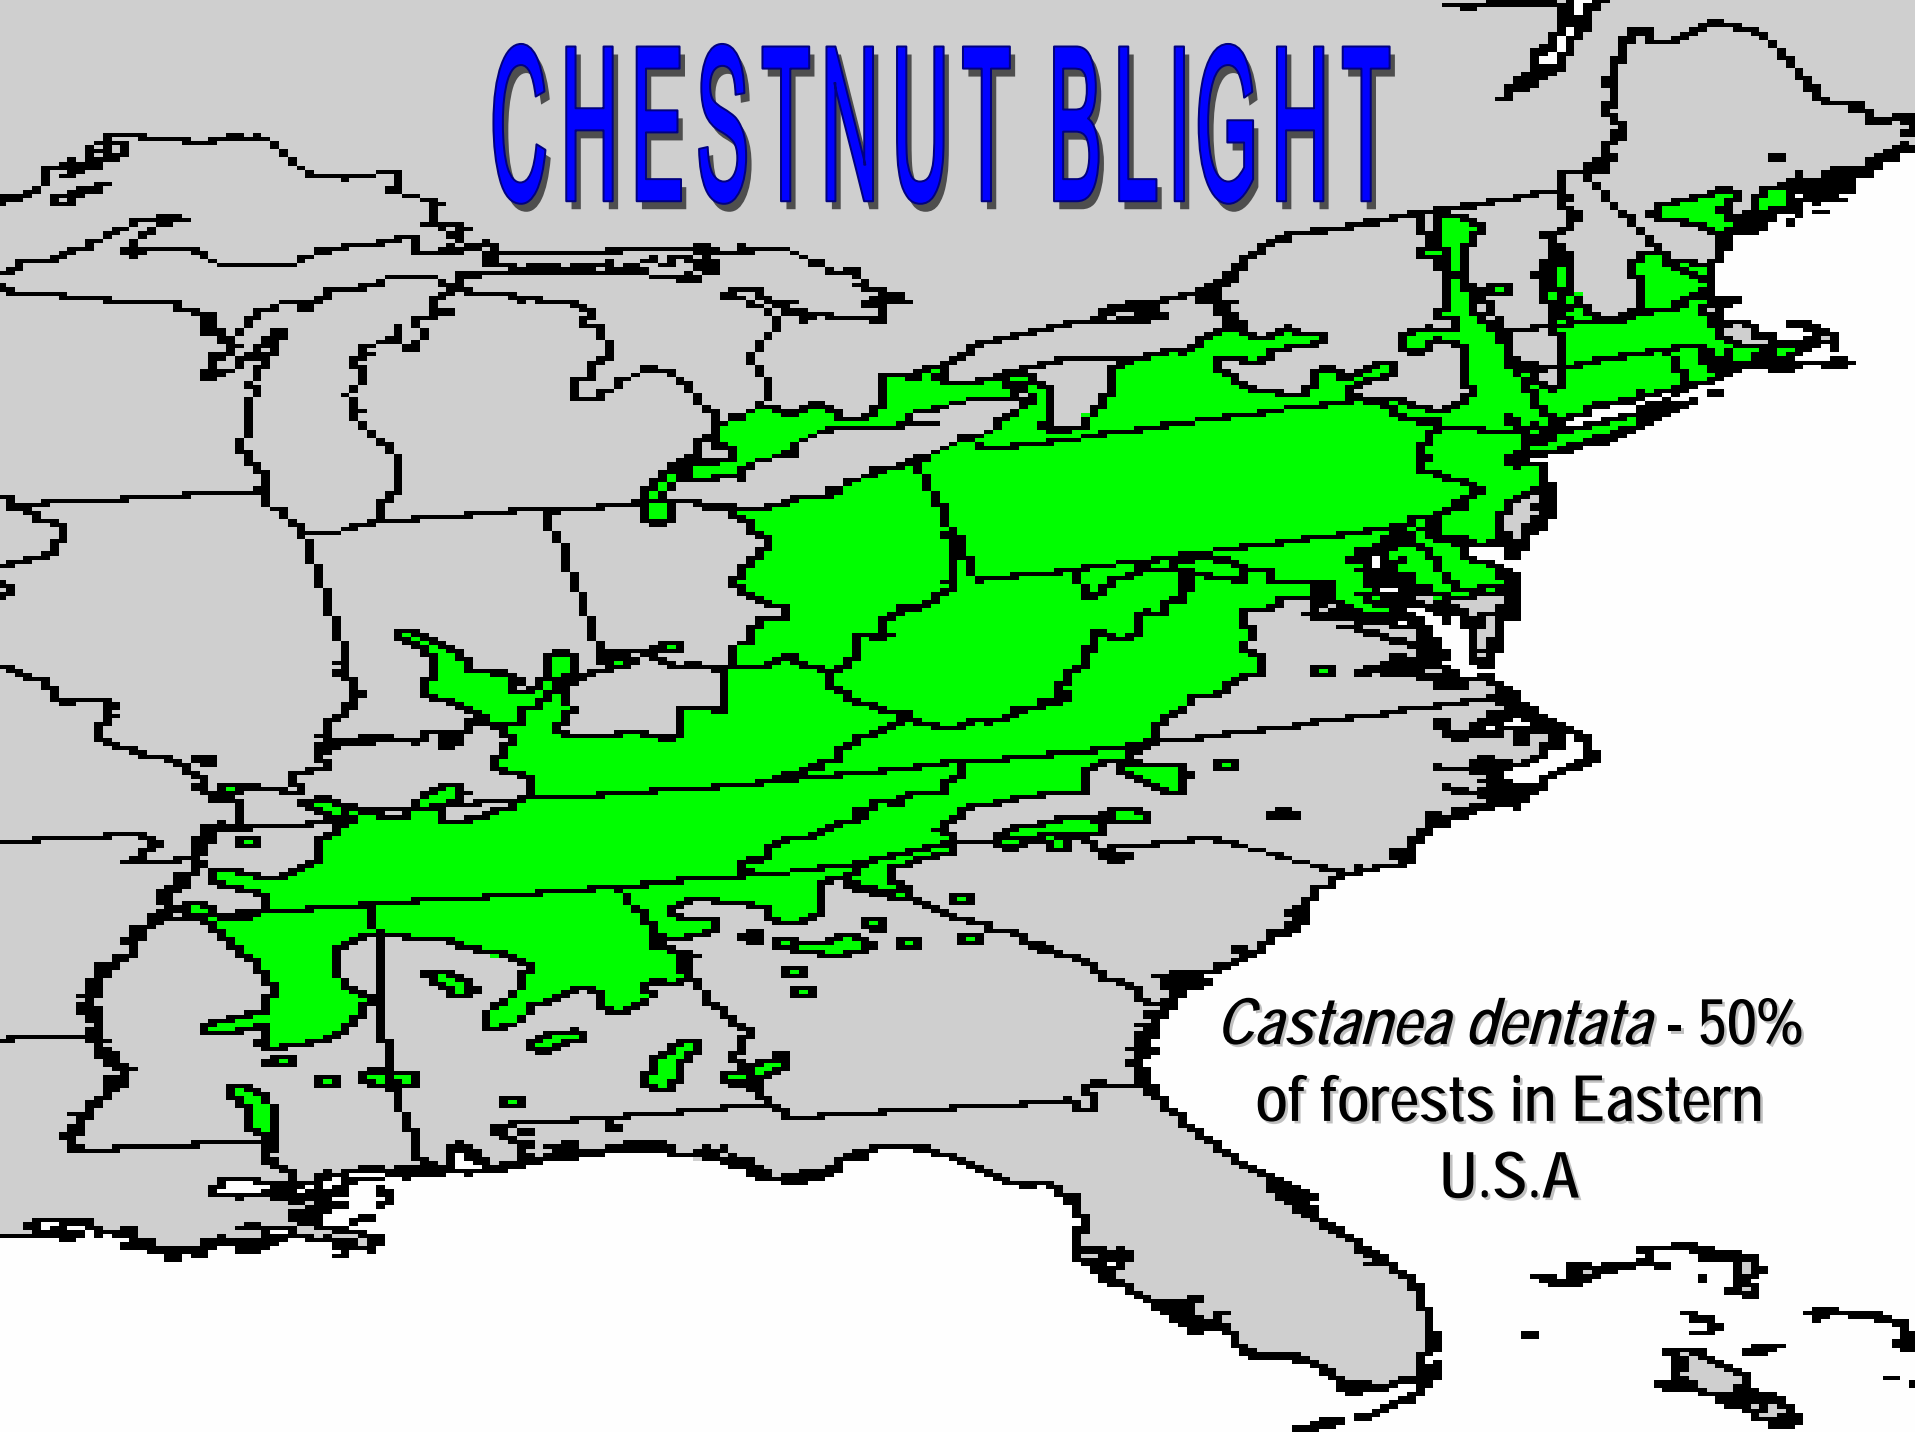 CHESTNUT BLIGHT
Castanea dentata - 50%
of forests in Eastern
U.S.A